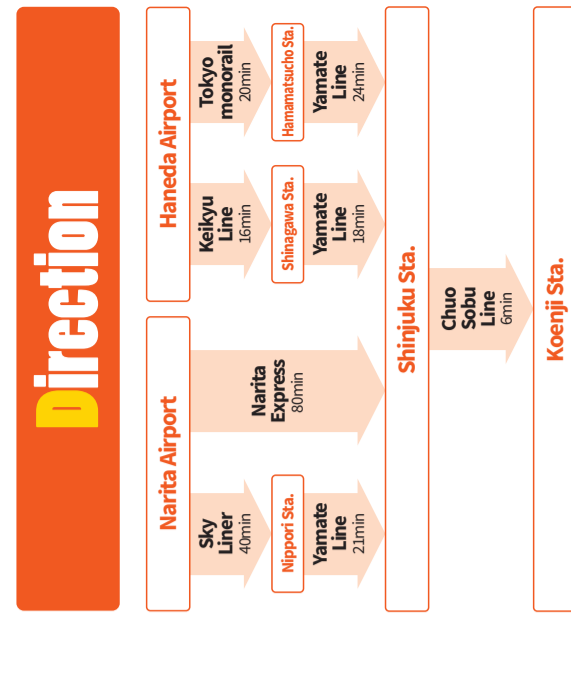 Direction
Narita Airport
Haneda Airport
Sky
Liner
40min
Nippori Sta.
Yamate
Line
21min
Narita
Express
80min
Keikyu
Line
16min
Shinagawa Sta.
Yamate
Line
18min
Tokyo
monorail
20min
Hamamatsucho Sta.
Yamate
Line
24min
Shinjuku Sta.
Chuo
Sobu
Line
6min
Koenji Sta.